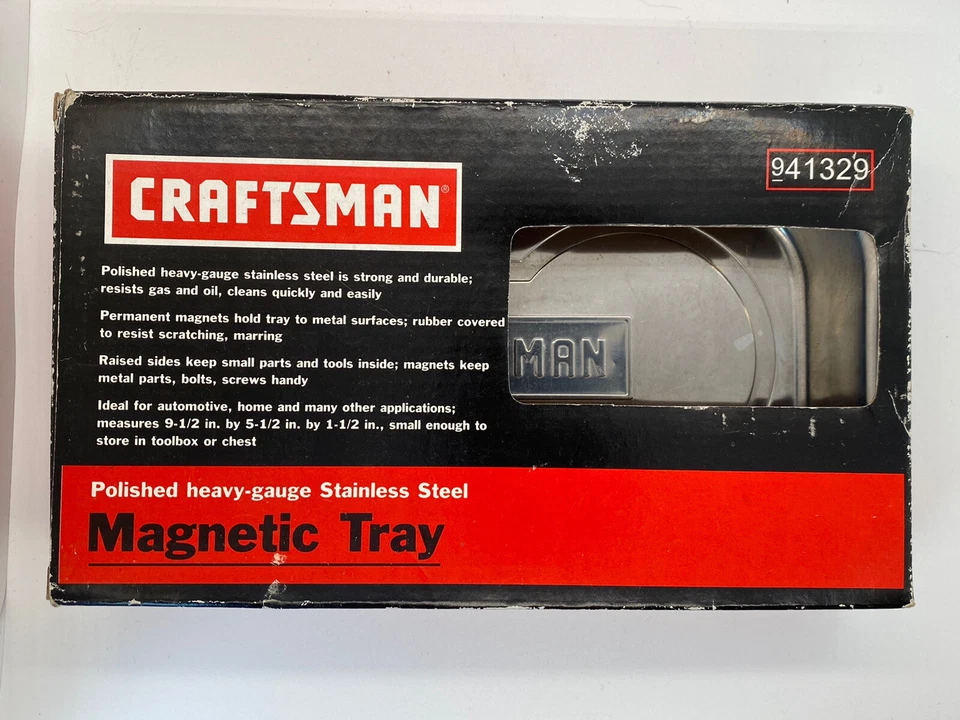 CRAFTSMAN®
941329
Polished heavy-gauge stainless steel is strong and durable;
resists gas and oil, cleans quickly and easily
Permanent magnets hold tray to metal surfaces; rubber covered
to resist scratching, marring
Raised sides keep small parts and tools inside; magnets keep
metal parts, bolts, screws handy
Ideal for automotive, home and many other applications;
measures 9-1/2 in. by 5-1/2 in. by 1-1/2 in., small enough to
store in toolbox or chest
MAN
Polished heavy-gauge Stainless Steel
Magnetic Tray